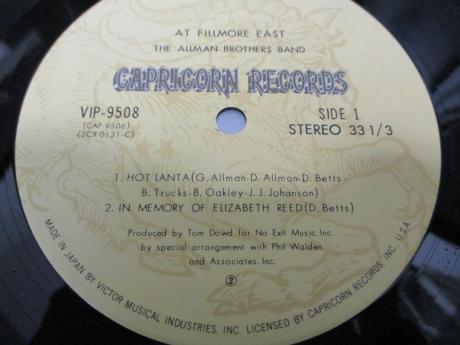 AT FILLMORE EAST
THE ALLMAN BROTHERS BAND
CAPRICORN RECORDS
VIP-9508
(CAP-9506)
(2CX-0131-C)
SIDE 1
STEREO 33 1/3
1. HOT 'LANTA (G. Allman-D. Allman-D. Betts-
B. Trucks-B. Oakley-J. J. Johanson)
2. IN MEMORY OF ELIZABETH REED (D. Betts)
Produced by Tom Dowd for No Exit Music. Inc.
by special arrangement with Phil Walden
and Associates. Inc.
②
MADE IN JAPAN BY VICTOR MUSICAL INDUSTRIES, INC. LICENSED BY CAPRICORN RECORDS INC. U.S.A